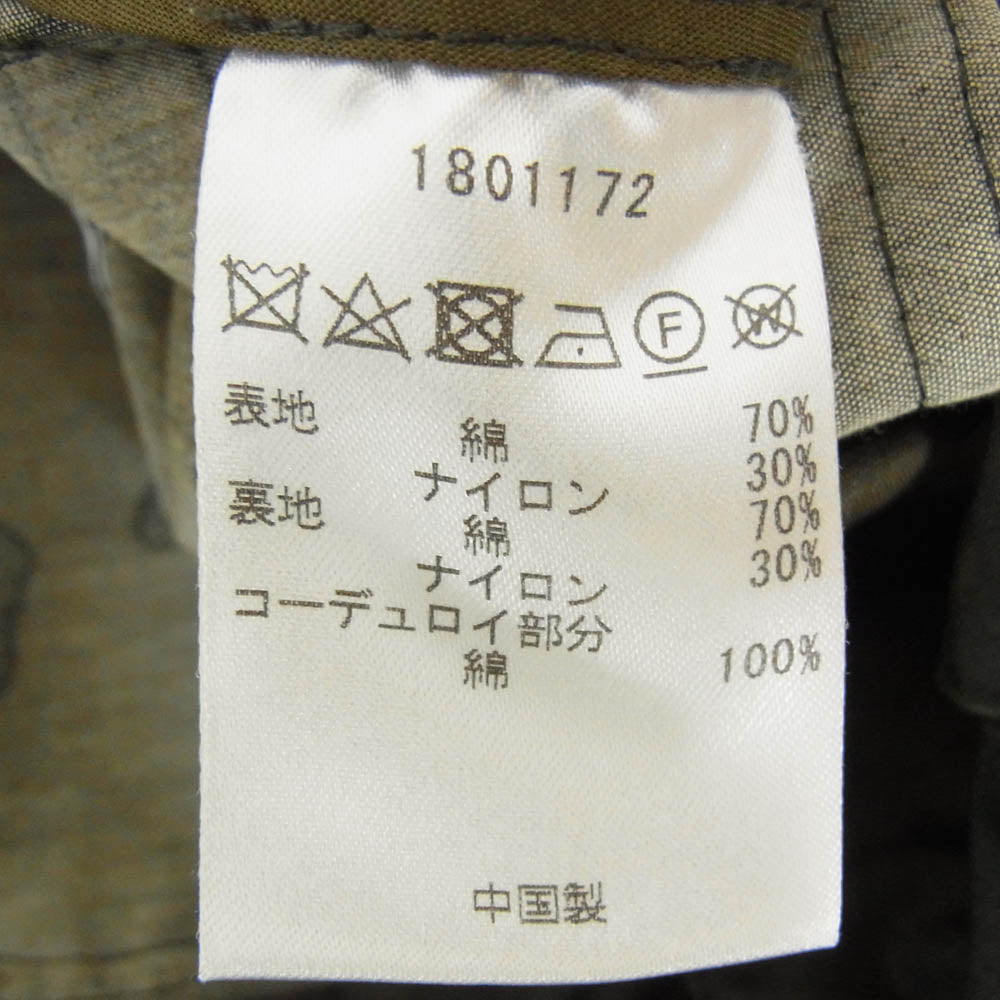 1801172
F W
表地
綿 70%
ナイロン 30%
裏地
綿 70%
ナイロン 30%
コーデュロイ部分
綿 100%
中国製